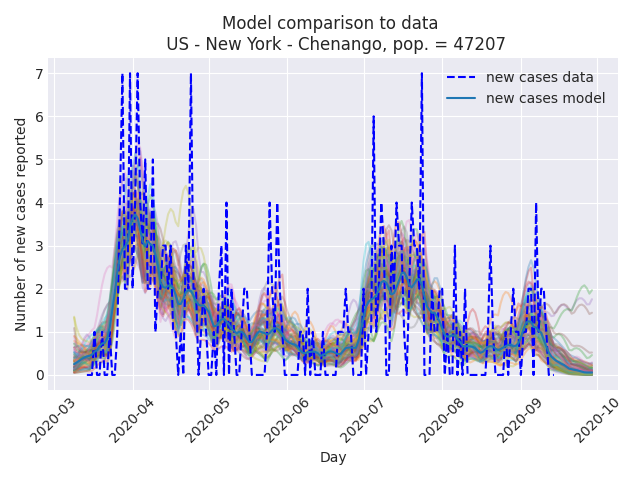 Model comparison to data
US - New York - Chenango, pop. = 47207
new cases data
new cases model
Number of new cases reported
7
6
5
4
3
2
1
0
2020-03
2020-04
2020-05
2020-06
2020-07
2020-08
2020-09
2020-10
Day